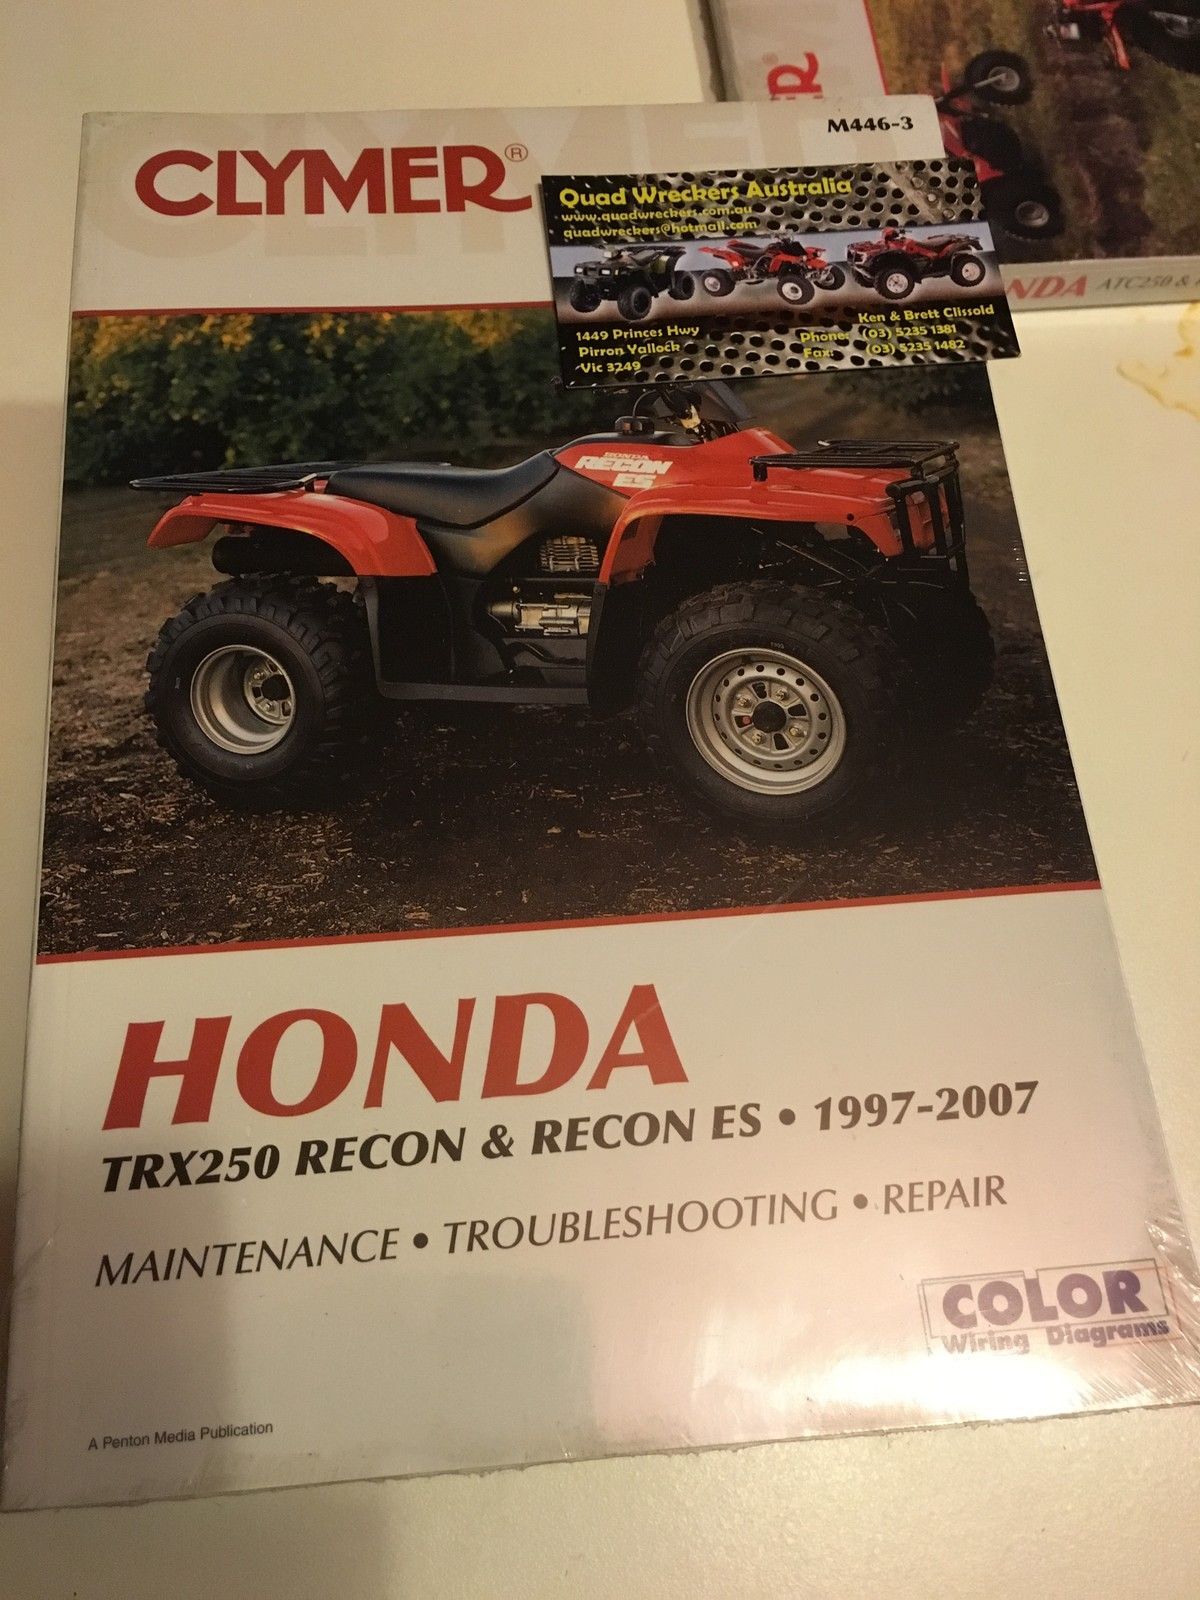 CLYMER®
M446-3
Quad Wreckers Australia
www.quadwreckers.com.au
quadwreckers@hotmail.com
1449 Princes Hwy
Pirron Yallock
Vic 3249
Ken & Brett Clissold
Phone: (03) 5235 1381
Fax: (03) 5235 1482
HONDA
RECON
ES
HONDA
TRX250 RECON & RECON ES • 1997-2007
MAINTENANCE • TROUBLESHOOTING • REPAIR
COLOR
Wiring Diagrams
A Penton Media Publication
ER®
NDA ATC250 &